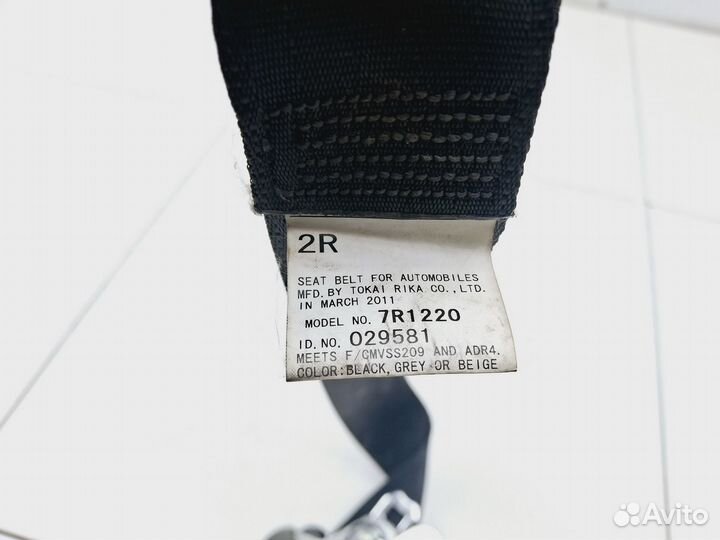 2R
SEAT BELT FOR AUTOMOBILES
MFD. BY TOKAI RIKA CO., LTD.
IN MARCH 2011
MODEL NO. 7R1220
ID. NO. 029581
MEETS F/CMVSS209 AND ADR4.
COLOR:BLACK, GREY OR BEIGE
Avito